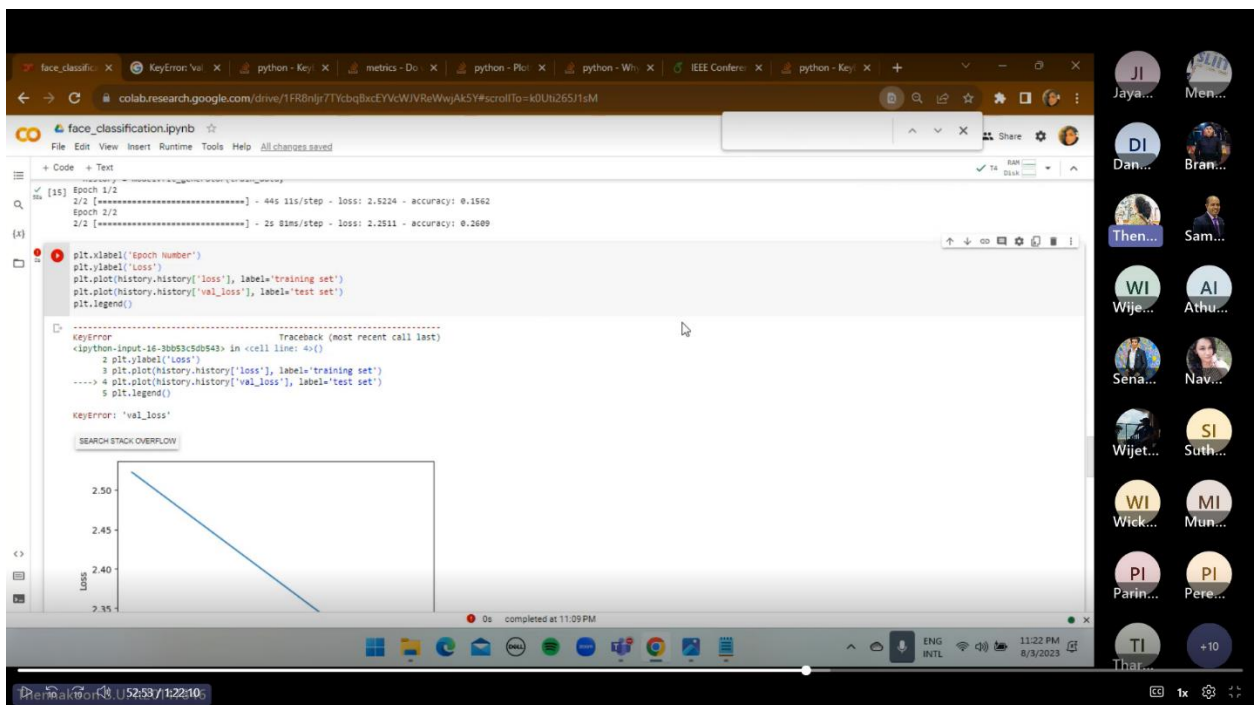 face_classific
KeyError: 'val
python - Key
metrics - Do
python - Plot
python - Why
IEEE Conferen
python - Key
colab.research.google.com/drive/1FR8nljr7TYcbqBxcEYVcWJVReWwjAk5Y#scrollTo=k0Uti265J1sM
face_classification.ipynb
Share
File Edit View Insert Runtime Tools Help All changes saved
+ Code + Text
T4 RAM
Disk
[15] Epoch 1/2
50s
2/2 [==============================] - 44s 11s/step - loss: 2.5224 - accuracy: 0.1562
Epoch 2/2
2/2 [==============================] - 2s 81ms/step - loss: 2.2511 - accuracy: 0.2609
{x}
0s
plt.xlabel('Epoch Number')
plt.ylabel('Loss')
plt.plot(history.history['loss'], label='training set')
plt.plot(history.history['val_loss'], label='test set')
plt.legend()
---------------------------------------------------------------------------
KeyError Traceback (most recent call last)
<ipython-input-16-3bb53c5db543> in <cell line: 4>()
2 plt.ylabel('Loss')
3 plt.plot(history.history['loss'], label='training set')
----> 4 plt.plot(history.history['val_loss'], label='test set')
5 plt.legend()
KeyError: 'val_loss'
SEARCH STACK OVERFLOW
2.50
2.45
2.40
2.35
Loss
0s completed at 11:09 PM
DELL
ENG
INTL
11:22 PM
8/3/2023
52:53 / 1:22:10
CC 1x
JI
Jaya...
SLIIT
Men...
DI
Dan...
Bran...
Then...
Sam...
WI
Wije...
AI
Athu...
Sena...
Nav...
Wijet...
SI
Suth...
WI
Wick...
MI
Mun...
PI
Parin...
PI
Pere...
TI
Thar...
+10